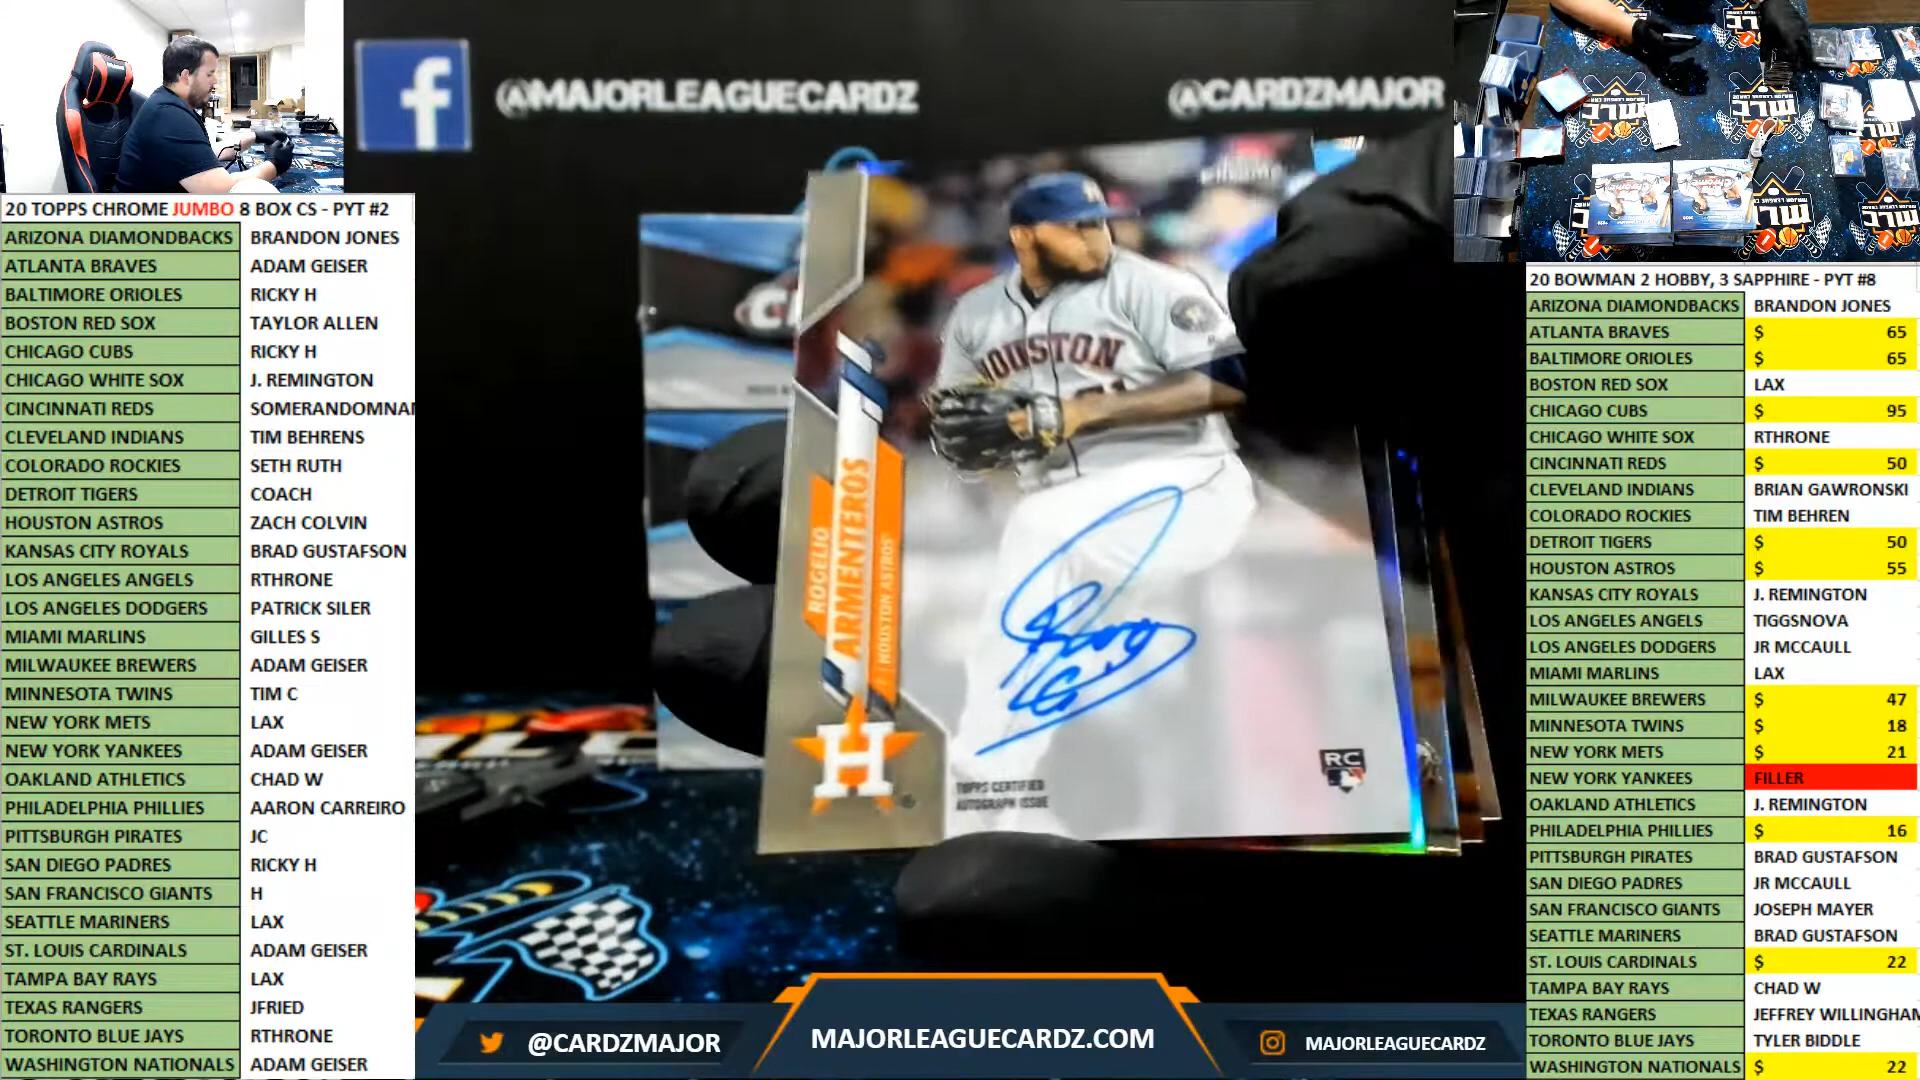 f
@MAJORLEAGUECARDZ
@CARDZMAJOR
20 TOPPS CHROME JUMBO 8 BOX CS - PYT #2
ARIZONA DIAMONDBACKS BRANDON JONES
ATLANTA BRAVES ADAM GEISER
BALTIMORE ORIOLES RICKY H
BOSTON RED SOX TAYLOR ALLEN
CHICAGO CUBS RICKY H
CHICAGO WHITE SOX J. REMINGTON
CINCINNATI REDS SOMERANDOMNA
CLEVELAND INDIANS TIM BEHRENS
COLORADO ROCKIES SETH RUTH
DETROIT TIGERS COACH
HOUSTON ASTROS ZACH COLVIN
KANSAS CITY ROYALS BRAD GUSTAFSON
LOS ANGELES ANGELS RTHRONE
LOS ANGELES DODGERS PATRICK SILER
MIAMI MARLINS GILLES S
MILWAUKEE BREWERS ADAM GEISER
MINNESOTA TWINS TIM C
NEW YORK METS LAX
NEW YORK YANKEES ADAM GEISER
OAKLAND ATHLETICS CHAD W
PHILADELPHIA PHILLIES AARON CARREIRO
PITTSBURGH PIRATES JC
SAN DIEGO PADRES RICKY H
SAN FRANCISCO GIANTS H
SEATTLE MARINERS LAX
ST. LOUIS CARDINALS ADAM GEISER
TAMPA BAY RAYS LAX
TEXAS RANGERS JFRIED
TORONTO BLUE JAYS RTHRONE
WASHINGTON NATIONALS ADAM GEISER
HOUSTON
ROGELIO
ARMENTEROS
HOUSTON ASTROS
H
TOPPS CERTIFIED
AUTOGRAPH ISSUE
RC
@CARDZMAJOR
MAJORLEAGUECARDZ.COM
MAJORLEAGUECARDZ
20 BOWMAN 2 HOBBY, 3 SAPPHIRE - PYT #8
ARIZONA DIAMONDBACKS BRANDON JONES
ATLANTA BRAVES $ 65
BALTIMORE ORIOLES $ 65
BOSTON RED SOX LAX
CHICAGO CUBS $ 95
CHICAGO WHITE SOX RTHRONE
CINCINNATI REDS $ 50
CLEVELAND INDIANS BRIAN GAWRONSKI
COLORADO ROCKIES TIM BEHREN
DETROIT TIGERS $ 50
HOUSTON ASTROS $ 55
KANSAS CITY ROYALS J. REMINGTON
LOS ANGELES ANGELS TIGGSNOVA
LOS ANGELES DODGERS JR MCCAULL
MIAMI MARLINS LAX
MILWAUKEE BREWERS $ 47
MINNESOTA TWINS $ 18
NEW YORK METS $ 21
NEW YORK YANKEES FILLER
OAKLAND ATHLETICS J. REMINGTON
PHILADELPHIA PHILLIES $ 16
PITTSBURGH PIRATES BRAD GUSTAFSON
SAN DIEGO PADRES JR MCCAULL
SAN FRANCISCO GIANTS JOSEPH MAYER
SEATTLE MARINERS BRAD GUSTAFSON
ST. LOUIS CARDINALS $ 22
TAMPA BAY RAYS CHAD W
TEXAS RANGERS JEFFREY WILLINGHAM
TORONTO BLUE JAYS TYLER BIDDLE
WASHINGTON NATIONALS $ 22